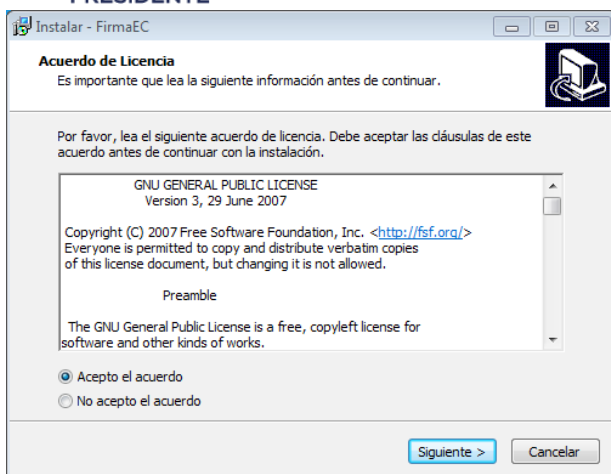 PRESIDENTE
Instalar - FirmaEC
Acuerdo de Licencia
Es importante que lea la siguiente información antes de continuar.
Por favor, lea el siguiente acuerdo de licencia. Debe aceptar las cláusulas de este
acuerdo antes de continuar con la instalación.
GNU GENERAL PUBLIC LICENSE
Version 3, 29 June 2007
Copyright (C) 2007 Free Software Foundation, Inc. <http://fsf.org/>
Everyone is permitted to copy and distribute verbatim copies
of this license document, but changing it is not allowed.
Preamble
The GNU General Public License is a free, copyleft license for
software and other kinds of works.
Acepto el acuerdo
No acepto el acuerdo
Siguiente >
Cancelar